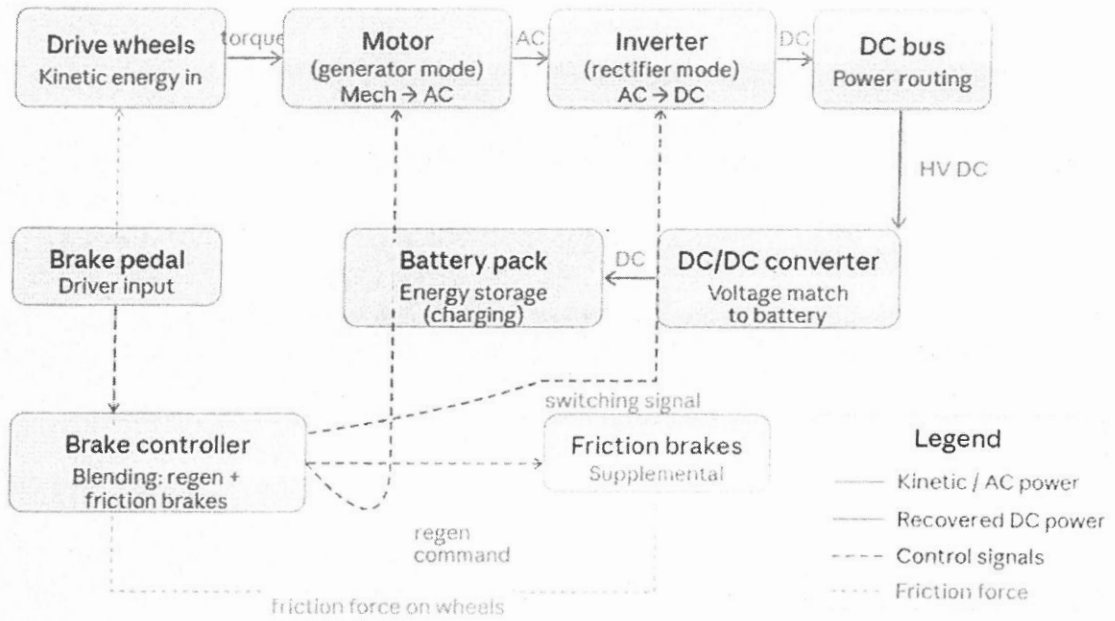 Drive wheels
Kinetic energy in
torque
Motor
(generator mode)
Mech → AC
AC
Inverter
(rectifier mode)
AC → DC
DC
DC bus
Power routing
HV DC
Brake pedal
Driver input
Battery pack
Energy storage
(charging)
DC
DC/DC converter
Voltage match
to battery
switching signal
Brake controller
Blending: regen +
friction brakes
Friction brakes
Supplemental
regen
command
friction force on wheels
Legend
Kinetic / AC power
Recovered DC power
Control signals
Friction force